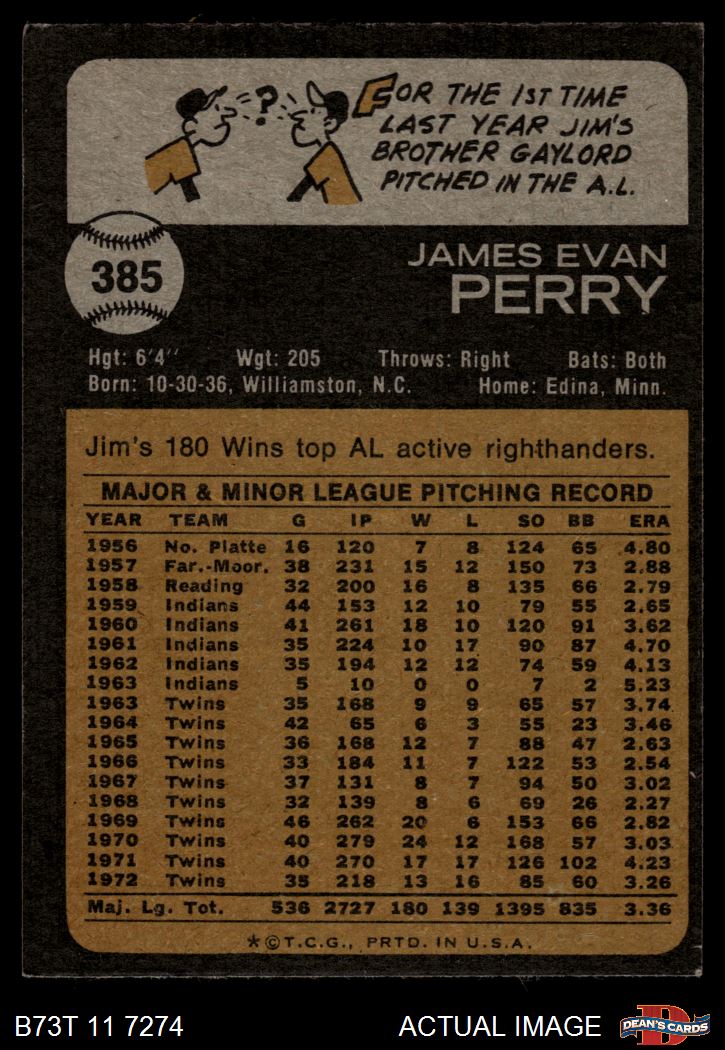 ?
FOR THE 1ST TIME
LAST YEAR JIM'S
BROTHER GAYLORD
PITCHED IN THE A.L.
385
JAMES EVAN
PERRY
Hgt: 6'4" Wgt: 205 Throws: Right Bats: Both
Born: 10-30-36, Williamston, N.C. Home: Edina, Minn.
Jim's 180 Wins top AL active righthanders.
MAJOR & MINOR LEAGUE PITCHING RECORD
YEAR TEAM G IP W L SO BB ERA
1956 No. Platte 16 120 7 8 124 65 4.80
1957 Far.-Moor. 38 231 15 12 150 73 2.88
1958 Reading 32 200 16 8 135 66 2.79
1959 Indians 44 153 12 10 79 55 2.65
1960 Indians 41 261 18 10 120 91 3.62
1961 Indians 35 224 10 17 90 87 4.70
1962 Indians 35 194 12 12 74 59 4.13
1963 Indians 5 10 0 0 7 2 5.23
1963 Twins 35 168 9 9 65 57 3.74
1964 Twins 42 65 6 3 55 23 3.46
1965 Twins 36 168 12 7 88 47 2.63
1966 Twins 33 184 11 7 122 53 2.54
1967 Twins 37 131 8 7 94 50 3.02
1968 Twins 32 139 8 6 69 26 2.27
1969 Twins 46 262 20 6 153 66 2.82
1970 Twins 40 279 24 12 168 57 3.03
1971 Twins 40 270 17 17 126 102 4.23
1972 Twins 35 218 13 16 85 60 3.26
Maj. Lg. Tot. 536 2727 180 139 1395 835 3.36
*©T.C.G., PRTD. IN U.S.A.
B73T 11 7274 ACTUAL IMAGE D DEAN'S CARDS